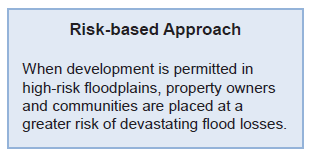 Risk-based Approach
When development is permitted in
high-risk floodplains, property owners
and communities are placed at a
greater risk of devastating flood losses.